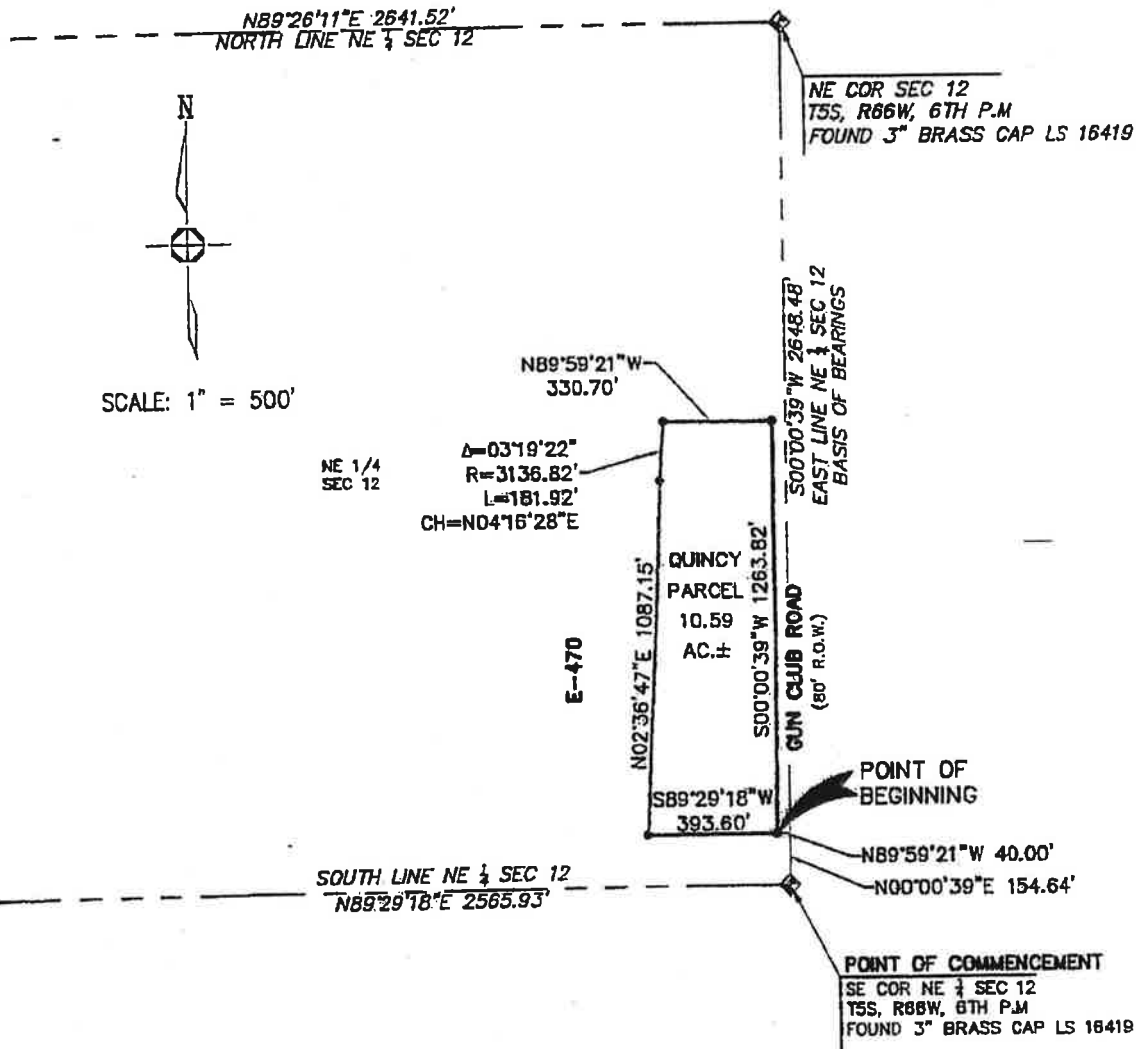 N89°26'11"E 2641.52'
NORTH LINE NE ¼ SEC 12
NE COR SEC 12
T5S, R66W, 6TH P.M
FOUND 3" BRASS CAP LS 16419
N
SCALE: 1" = 500'
S00°00'39"W 2648.48'
EAST LINE NE ¼ SEC 12
BASIS OF BEARINGS
N89°59'21"W
330.70'
NE 1/4
SEC 12
Δ=03°19'22"
R=3136.82'
L=181.92'
CH=N04°16'28"E
QUINCY
PARCEL
10.59
AC.±
S00°00'39"W 1263.82'
N02°36'47"E 1087.15'
E-470
GUN CLUB ROAD
(80' R.O.W.)
S89°29'18"W
393.60'
POINT OF
BEGINNING
N89°59'21"W 40.00'
N00°00'39"E 154.64'
SOUTH LINE NE ¼ SEC 12
N89°29'18"E 2565.93'
POINT OF COMMENCEMENT
SE COR NE ¼ SEC 12
T5S, R66W, 6TH P.M
FOUND 3" BRASS CAP LS 16419